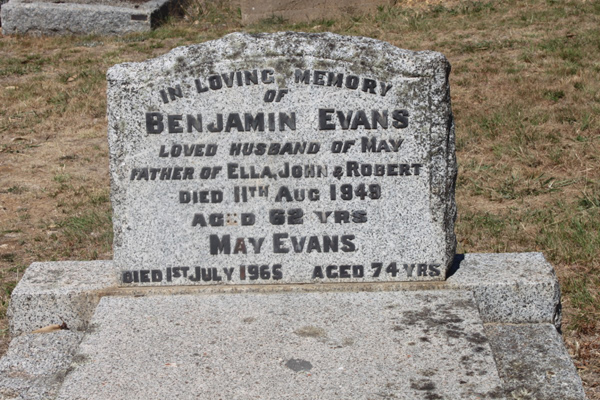 IN LOVING MEMORY
OF
BENJAMIN EVANS
LOVED HUSBAND OF MAY
FATHER OF ELLA, JOHN & ROBERT
DIED 11TH AUG 1949
AGED 62 YRS
MAY EVANS
DIED 1ST JULY 1965 AGED 74 YRS